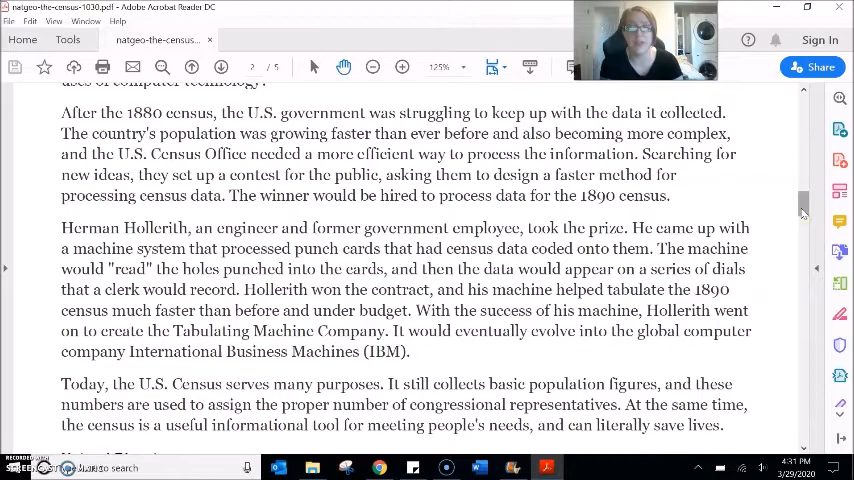 natgeo-the-census-1030.pdf - Adobe Acrobat Reader DC
File Edit View Window Help
Home Tools natgeo-the-census... × Sign In
2 / 5 125% Share
uses of computer technology?
After the 1880 census, the U.S. government was struggling to keep up with the data it collected.
The country's population was growing faster than ever before and also becoming more complex,
and the U.S. Census Office needed a more efficient way to process the information. Searching for
new ideas, they set up a contest for the public, asking them to design a faster method for
processing census data. The winner would be hired to process data for the 1890 census.
Herman Hollerith, an engineer and former government employee, took the prize. He came up with
a machine system that processed punch cards that had census data coded onto them. The machine
would "read" the holes punched into the cards, and then the data would appear on a series of dials
that a clerk would record. Hollerith won the contract, and his machine helped tabulate the 1890
census much faster than before and under budget. With the success of his machine, Hollerith went
on to create the Tabulating Machine Company. It would eventually evolve into the global computer
company International Business Machines (IBM).
Today, the U.S. Census serves many purposes. It still collects basic population figures, and these
numbers are used to assign the proper number of congressional representatives. At the same time,
the census is a useful informational tool for meeting people's needs, and can literally save lives.
RECORDED WITH
to search
4:31 PM
3/29/2020